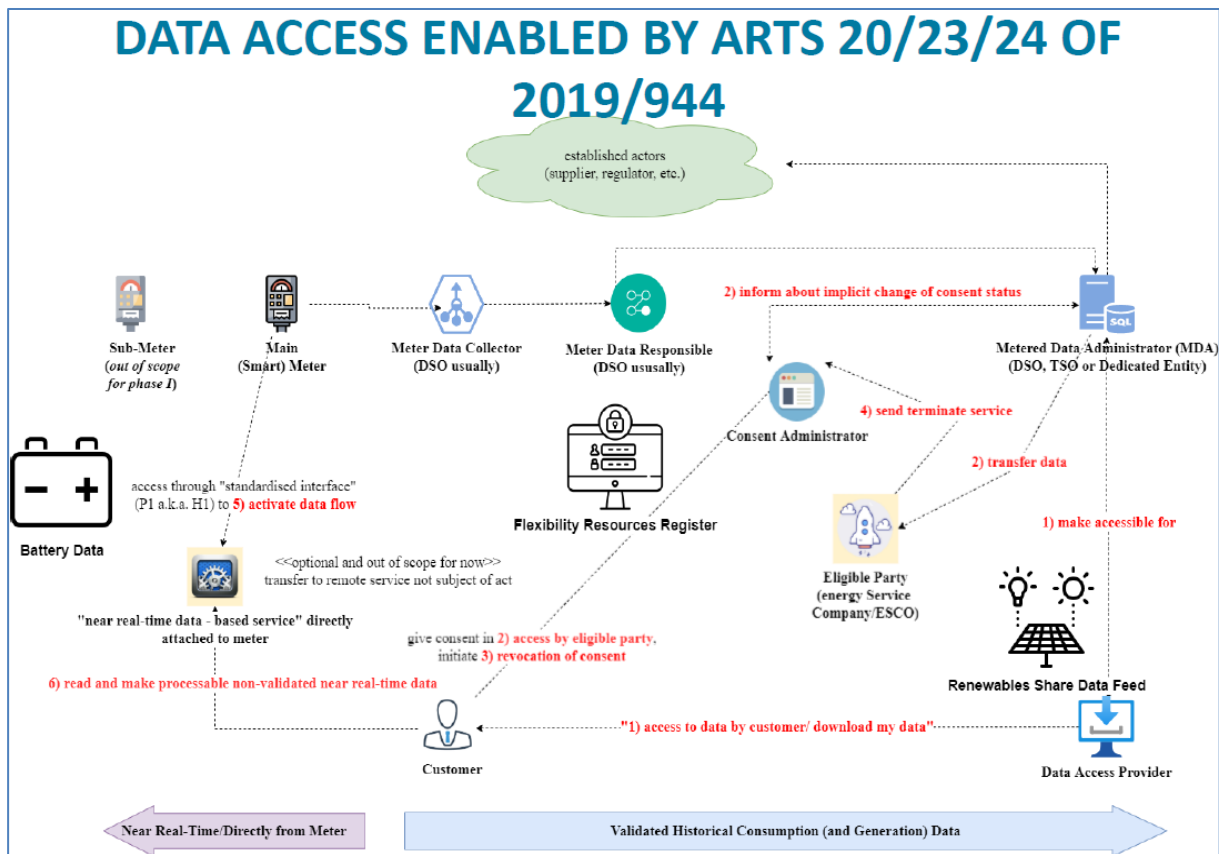 DATA ACCESS ENABLED BY ARTS 20/23/24 OF
2019/944
established actors
(supplier, regulator, etc.)
2) inform about implicit change of consent status
Sub-Meter
(out of scope
for phase I)
Main
(Smart) Meter
Meter Data Collector
(DSO usually)
Meter Data Responsible
(DSO ususally)
SQL
Metered Data Administrator (MDA)
(DSO, TSO or Dedicated Entity)
4) send terminate service
Consent Administrator
2) transfer data
access through "standardised interface"
(P1 a.k.a. H1) to 5) activate data flow
Flexibility Resources Register
1) make accessible for
Battery Data
<<optional and out of scope for now>>
transfer to remote service not subject of act
Eligible Party
(energy Service
Company/ESCO)
"near real-time data - based service" directly
attached to meter
give consent in 2) access by eligible party,
initiate 3) revocation of consent
6) read and make processable non-validated near real-time data
Renewables Share Data Feed
"1) access to data by customer/ download my data"
Customer
Data Access Provider
Near Real-Time/Directly from Meter
Validated Historical Consumption (and Generation) Data